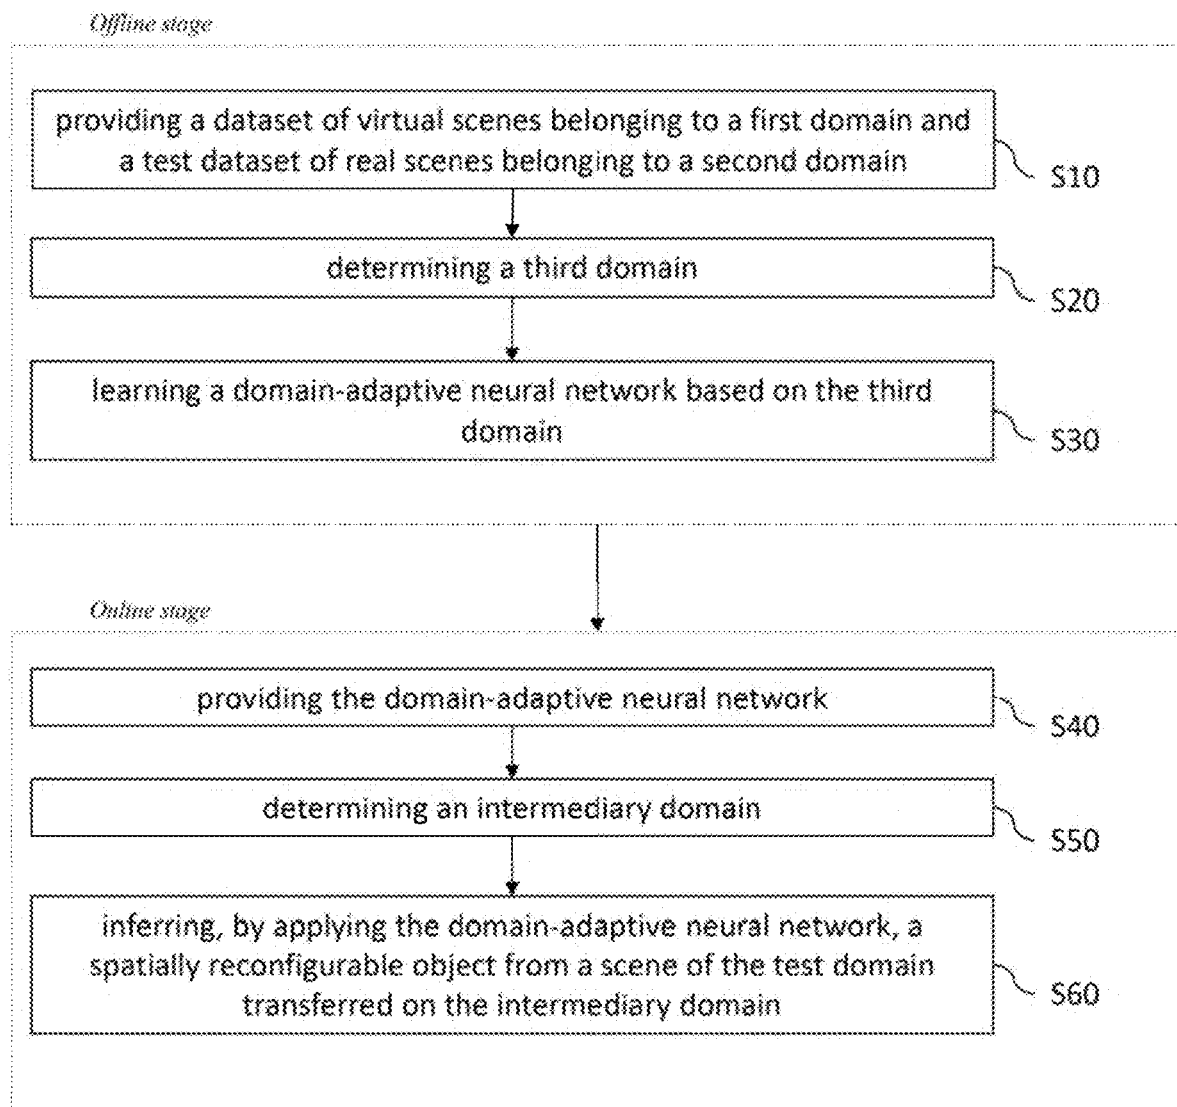 Offline stage
providing a dataset of virtual scenes belonging to a first domain and
a test dataset of real scenes belonging to a second domain
S10
determining a third domain
S20
learning a domain-adaptive neural network based on the third
domain
S30
Online stage
providing the domain-adaptive neural network
S40
determining an intermediary domain
S50
inferring, by applying the domain-adaptive neural network, a
spatially reconfigurable object from a scene of the test domain
transferred on the intermediary domain
S60